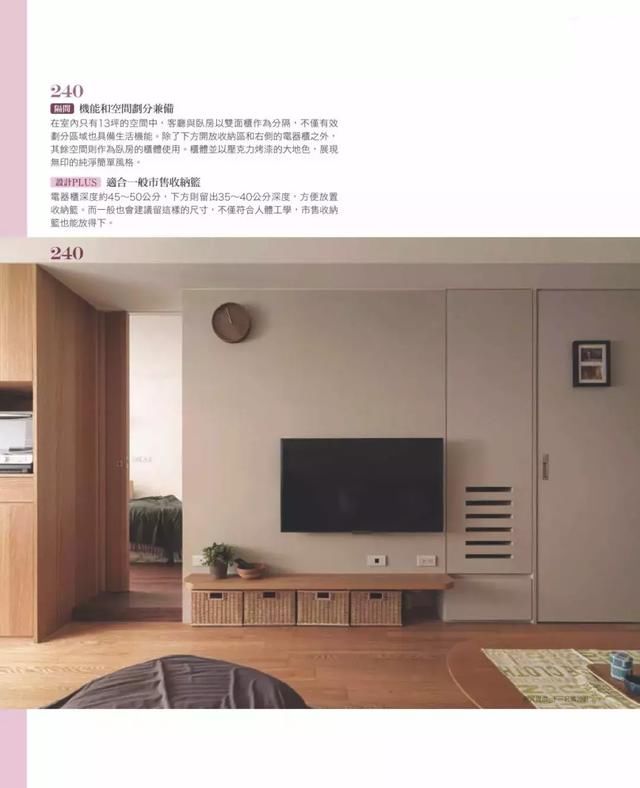 240
隔間 機能和空間劃分兼備
在室內只有13坪的空間中，客廳與臥房以雙面櫃作為分隔，不僅有效
劃分區域也具備生活機能。除了下方開放收納區和右側的電器櫃之外，
其餘空間則作為臥房的櫃體使用。櫃體並以壓克力烤漆的大地色，展現
無印的純淨簡單風格。
設計PLUS 適合一般市售收納籃
電器櫃深度約45～50公分，下方則留出35～40公分深度，方便放置
收納籃。而一般也會建議留這樣的尺寸，不僅符合人體工學，市售收納
籃也能放得下。
240